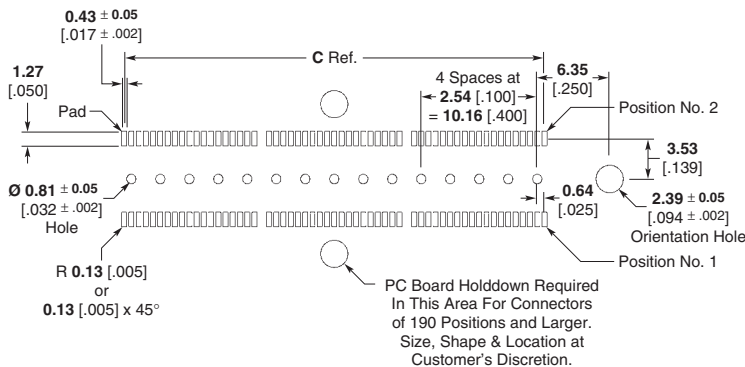 0.43 ± 0.05
[.017 ± .002]
C Ref.
1.27
[.050]
4 Spaces at
2.54 [.100]
= 10.16 [.400]
6.35
[.250]
Pad
Position No. 2
3.53
[.139]
Ø 0.81 ± 0.05
[.032 ± .002]
Hole
0.64
[.025]
2.39 ± 0.05
[.094 ± .002]
Orientation Hole
R 0.13 [.005]
or
0.13 [.005] x 45°
Position No. 1
PC Board Holddown Required
In This Area For Connectors
of 190 Positions and Larger.
Size, Shape & Location at
Customer's Discretion.